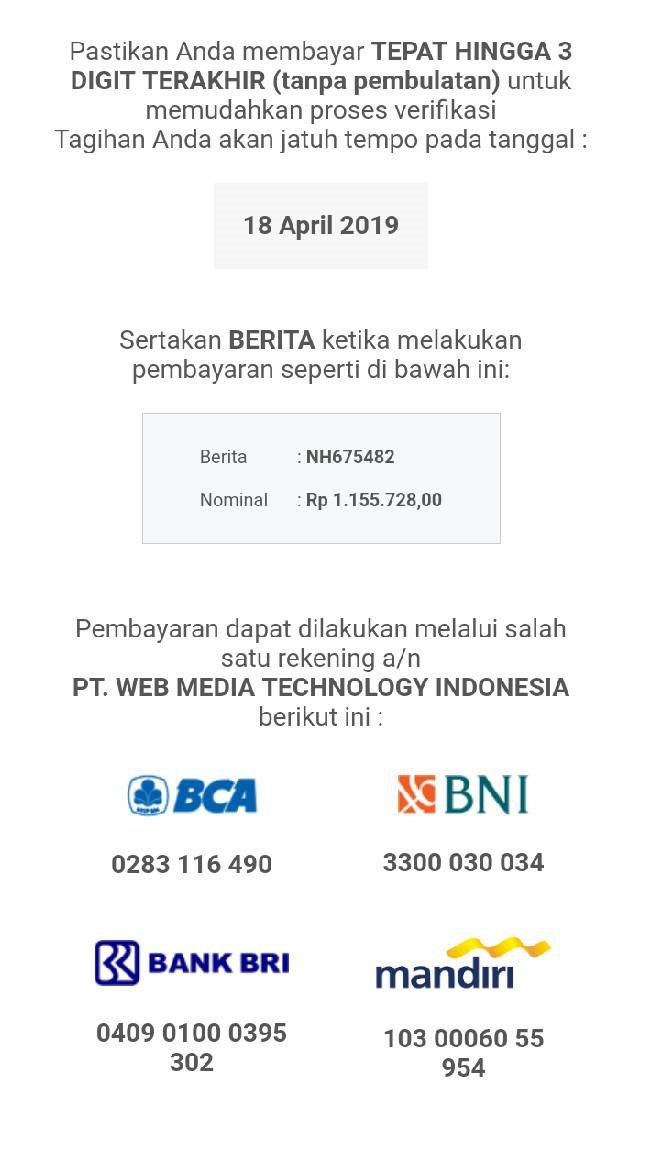 Pastikan Anda membayar TEPAT HINGGA 3
DIGIT TERAKHIR (tanpa pembulatan) untuk
memudahkan proses verifikasi
Tagihan Anda akan jatuh tempo pada tanggal :
18 April 2019
Sertakan BERITA ketika melakukan
pembayaran seperti di bawah ini:
Berita : NH675482
Nominal : Rp 1.155.728,00
Pembayaran dapat dilakukan melalui salah
satu rekening a/n
PT. WEB MEDIA TECHNOLOGY INDONESIA
berikut ini :
BCA
0283 116 490
BNI
3300 030 034
BANK BRI
0409 0100 0395
302
mandiri
103 00060 55
954